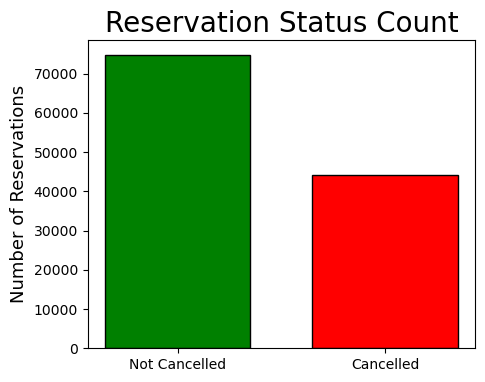 Reservation Status Count
Number of Reservations
70000
60000
50000
40000
30000
20000
10000
0
Not Cancelled
Cancelled